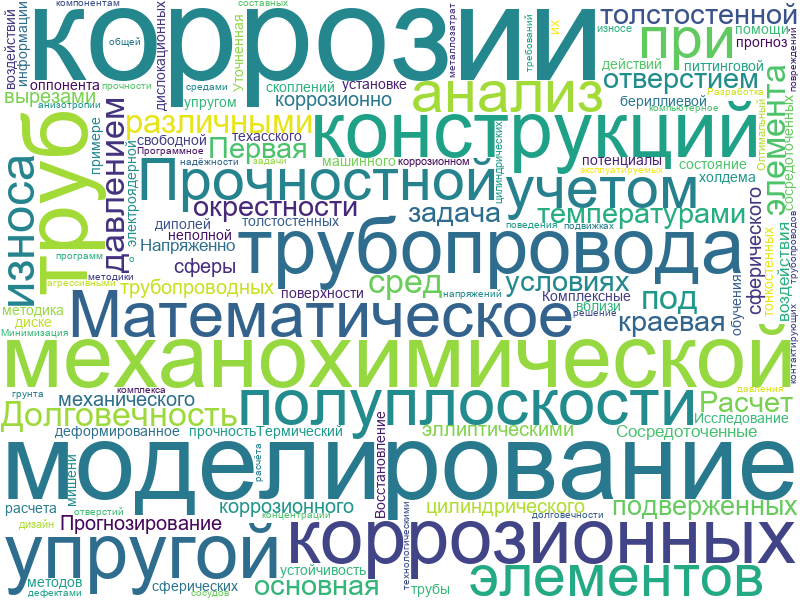 компонентам
составных
коррозии
толстостенной
воздействий
информации
дислокационных
Уточненная
общей
металлозатрат
требований
их
износе
помощи
при
прогноз
повреждений
оппонента
прочности
средами
скоплений
установке
действий
питтинговой
отверстием
вырезами
анизотропии
упругом
коррозионно
анализ
бериллиевой
Разработка
компьютерное
элемента
сосредоточенных
Оптимальный
различными
техасского
конструкций
свободной
Первая
Программное
надёжности
задачи
машинного
коррозионном
потенциалы
состояние
эксплуатируемых
холдема
износа
труб
давлением
примере
электроядерной
Прочностной
цилиндрических
учетом
окрестности
задача
температурами
диполей
толстостенных
неполной
поведения
подвижках
Напряженно
трубопровода
сферического
тонкостенных
воздействия
трубопроводов
контактирующих
программ
сферы
методики
о
агрессивными
трубопроводных
поверхности
сред
напряжений
условиях
Комплексные
вблизи
под
решение
краевая
обучения
методика
диске
Минимизация
Математическое
механохимической
грунта
комплекса
механического
полуплоскости
давления
Расчет
Долговечность
Исследование
деформированное
прочность
Термический
эллиптическими
Сосредоточенные
Восстановление
расчёта
мишени
моделирование
расчета
отверстий
коррозионного
концентрации
цилиндрического
подверженных
дизайн
Прогнозирование
долговечности
технологическими
упругой
коррозионных
устойчивость
методов
дефектами
сферических
сосудов
основная
трубы
элементов